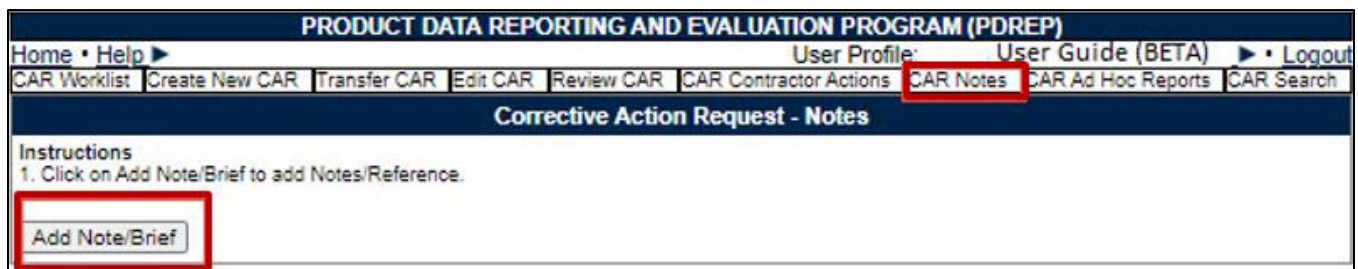 PRODUCT DATA REPORTING AND EVALUATION PROGRAM (PDREP)
Home • Help ► User Profile: User Guide (BETA) ► • Logout
CAR Worklist Create New CAR Transfer CAR Edit CAR Review CAR CAR Contractor Actions CAR Notes CAR Ad Hoc Reports CAR Search
Corrective Action Request - Notes
Instructions
1. Click on Add Note/Brief to add Notes/Reference.
Add Note/Brief